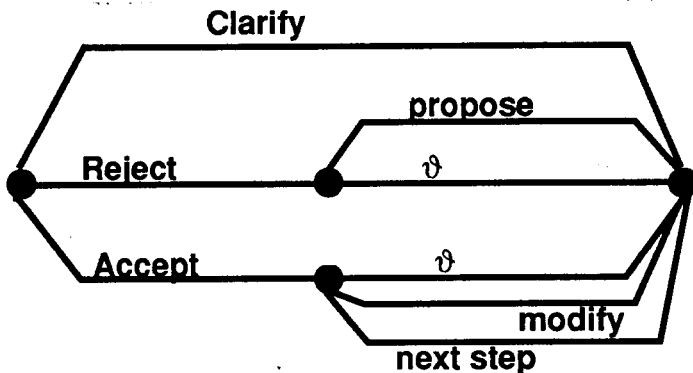 Clarify
propose
Reject
ϑ
Accept
ϑ
modify
next step